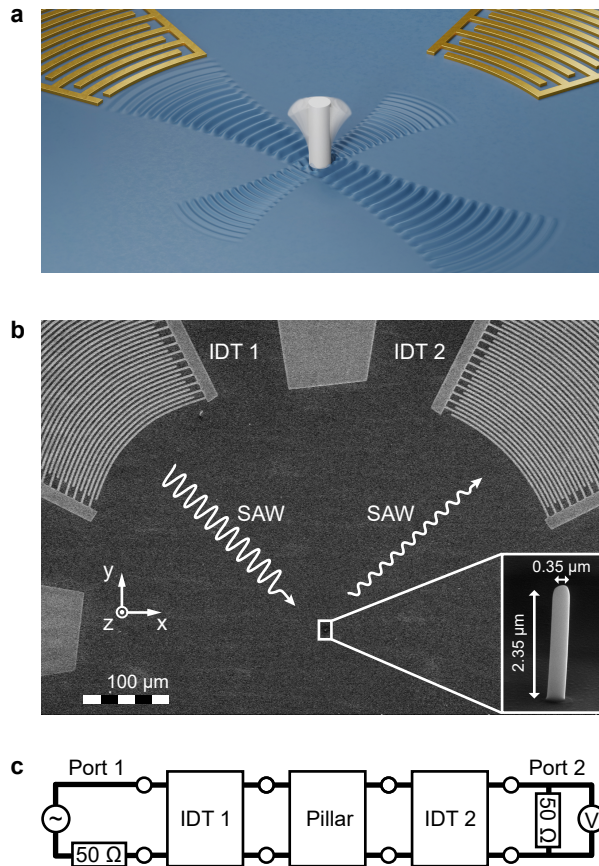 a
b
IDT 1
IDT 2
SAW
SAW
y
z
x
100 µm
0.35 µm
2.35 µm
c
Port 1
Port 2
~
50 Ω
IDT 1
Pillar
IDT 2
50 Ω
V